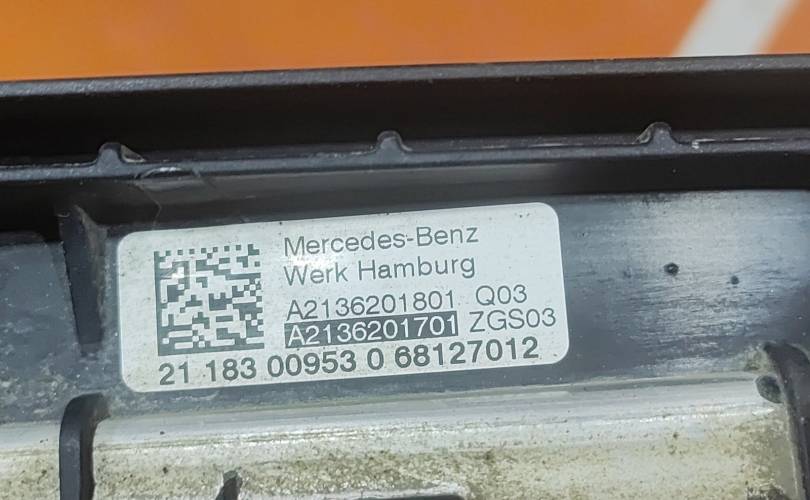 Mercedes-Benz
Werk Hamburg
A2136201801 Q03
A2136201701 ZGS03
21 183 00953 0 68127012